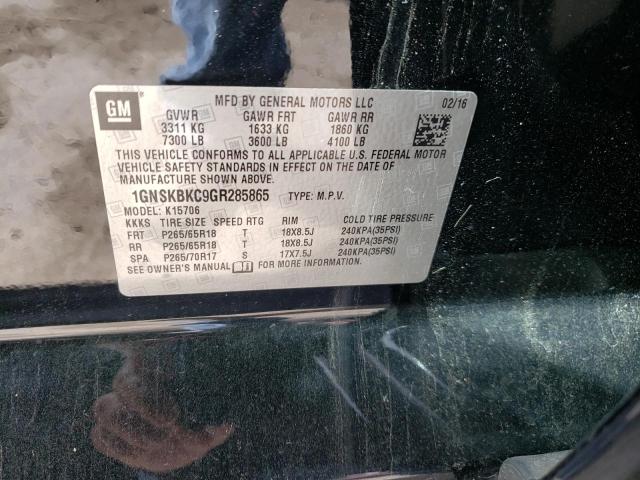 GM
MFD BY GENERAL MOTORS LLC 02/16
GVWR GAWR FRT GAWR RR
3311 KG 1633 KG 1860 KG
7300 LB 3600 LB 4100 LB
THIS VEHICLE CONFORMS TO ALL APPLICABLE U.S. FEDERAL MOTOR
VEHICLE SAFETY STANDARDS IN EFFECT ON THE DATE OF
MANUFACTURE SHOWN ABOVE.
1GNSKBKC9GR285865 TYPE: M.P.V.
MODEL: K15706
KKKS TIRE SIZE SPEED RTG RIM COLD TIRE PRESSURE
FRT P265/65R18 T 18X8.5J 240KPA(35PSI)
RR P265/65R18 T 18X8.5J 240KPA(35PSI)
SPA P265/70R17 S 17X7.5J 240KPA(35PSI)
SEE OWNER'S MANUAL FOR MORE INFORMATION.